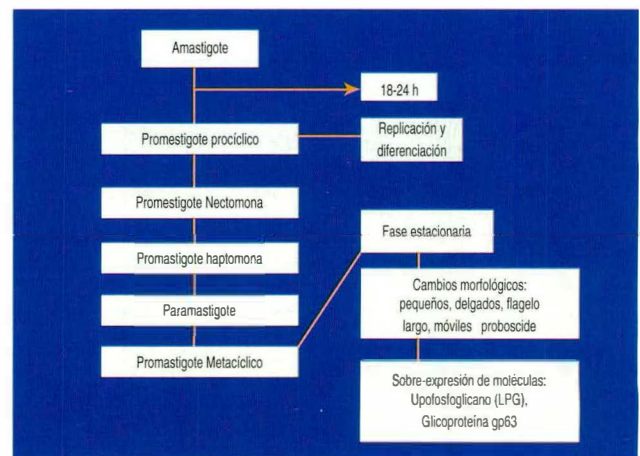 Amastigote
18-24 h
Promestigote procíclico
Replicación y
diferenciación
Promestigote Nectomona
Promastigote haptomona
Paramastigote
Promastigote Metacíclico
Fase estacionaria
Cambios morfológicos:
pequeños, delgados, flagelo
largo, móviles proboscide
Sobre-expresión de moléculas:
Upofosfoglicano (LPG),
Glicoproteína gp63